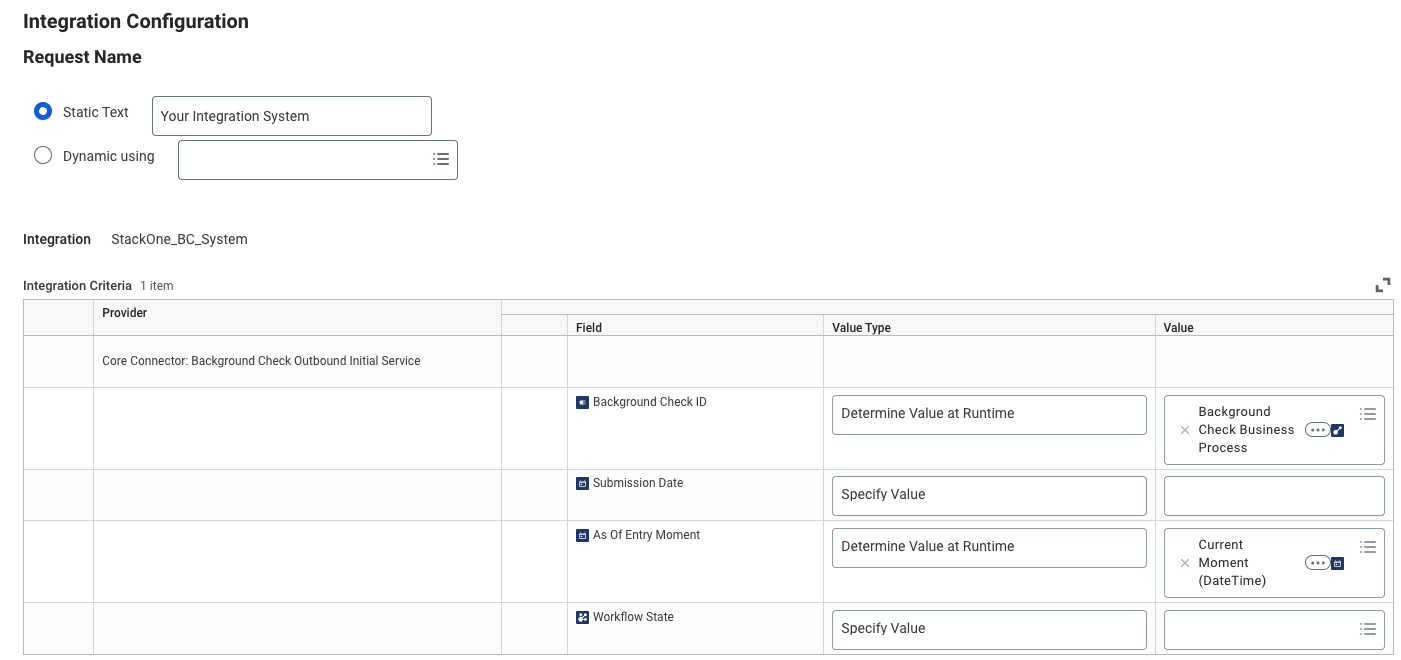 Integration Configuration
Request Name
Static Text
Your Integration System
Dynamic using
Integration StackOne_BC_System
Integration Criteria 1 item
Provider
Field Value Type Value
Core Connector: Background Check Outbound Initial Service
Background Check ID Determine Value at Runtime
Background
Check Business
Process
Submission Date Specify Value
As Of Entry Moment Determine Value at Runtime
Current
Moment
(DateTime)
Workflow State Specify Value